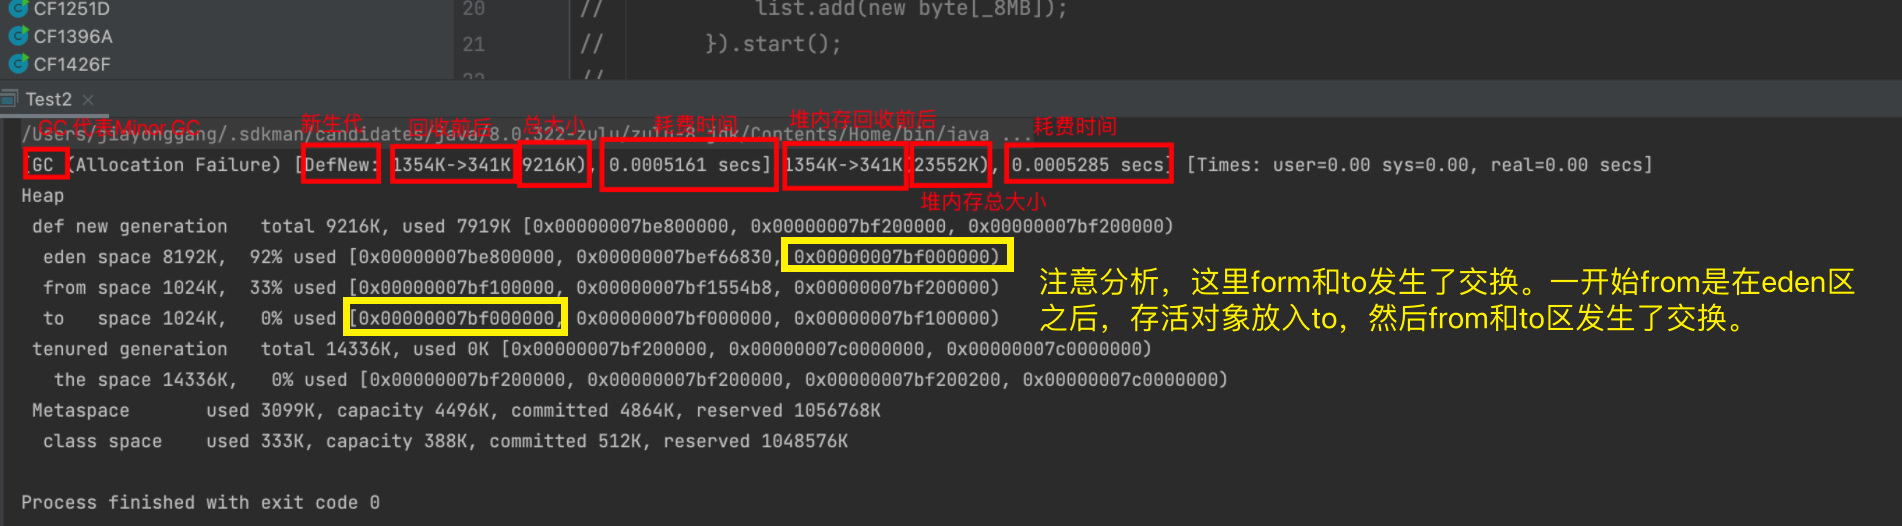 CF1251D
CF1396A
CF1426F
20 // list.add(new byte[_8MB]);
21 // }).start();
22 //
Test2
GC 代表Minor GC 新生代 回收前后 总大小 耗费时间 堆内存回收前后 耗费时间
/Users/jiayonggang/.sdkman/candidates/java/8.0.322-zulu/zulu-8.jdk/Contents/Home/bin/java ...
[GC (Allocation Failure) [DefNew: 1354K->341K(9216K), 0.0005161 secs] 1354K->341K(23552K), 0.0005285 secs] [Times: user=0.00 sys=0.00, real=0.00 secs]
堆内存总大小
Heap
def new generation total 9216K, used 7919K [0x00000007be800000, 0x00000007bf200000, 0x00000007bf200000)
eden space 8192K, 92% used [0x00000007be800000, 0x00000007bef66830, 0x00000007bf000000)
from space 1024K, 33% used [0x00000007bf100000, 0x00000007bf1554b8, 0x00000007bf200000)
to space 1024K, 0% used [0x00000007bf000000, 0x00000007bf000000, 0x00000007bf100000)
注意分析，这里form和to发生了交换。一开始from是在eden区
之后，存活对象放入to，然后from和to区发生了交换。
tenured generation total 14336K, used 0K [0x00000007bf200000, 0x00000007c0000000, 0x00000007c0000000)
the space 14336K, 0% used [0x00000007bf200000, 0x00000007bf200000, 0x00000007bf200200, 0x00000007c0000000)
Metaspace used 3099K, capacity 4496K, committed 4864K, reserved 1056768K
class space used 333K, capacity 388K, committed 512K, reserved 1048576K
Process finished with exit code 0